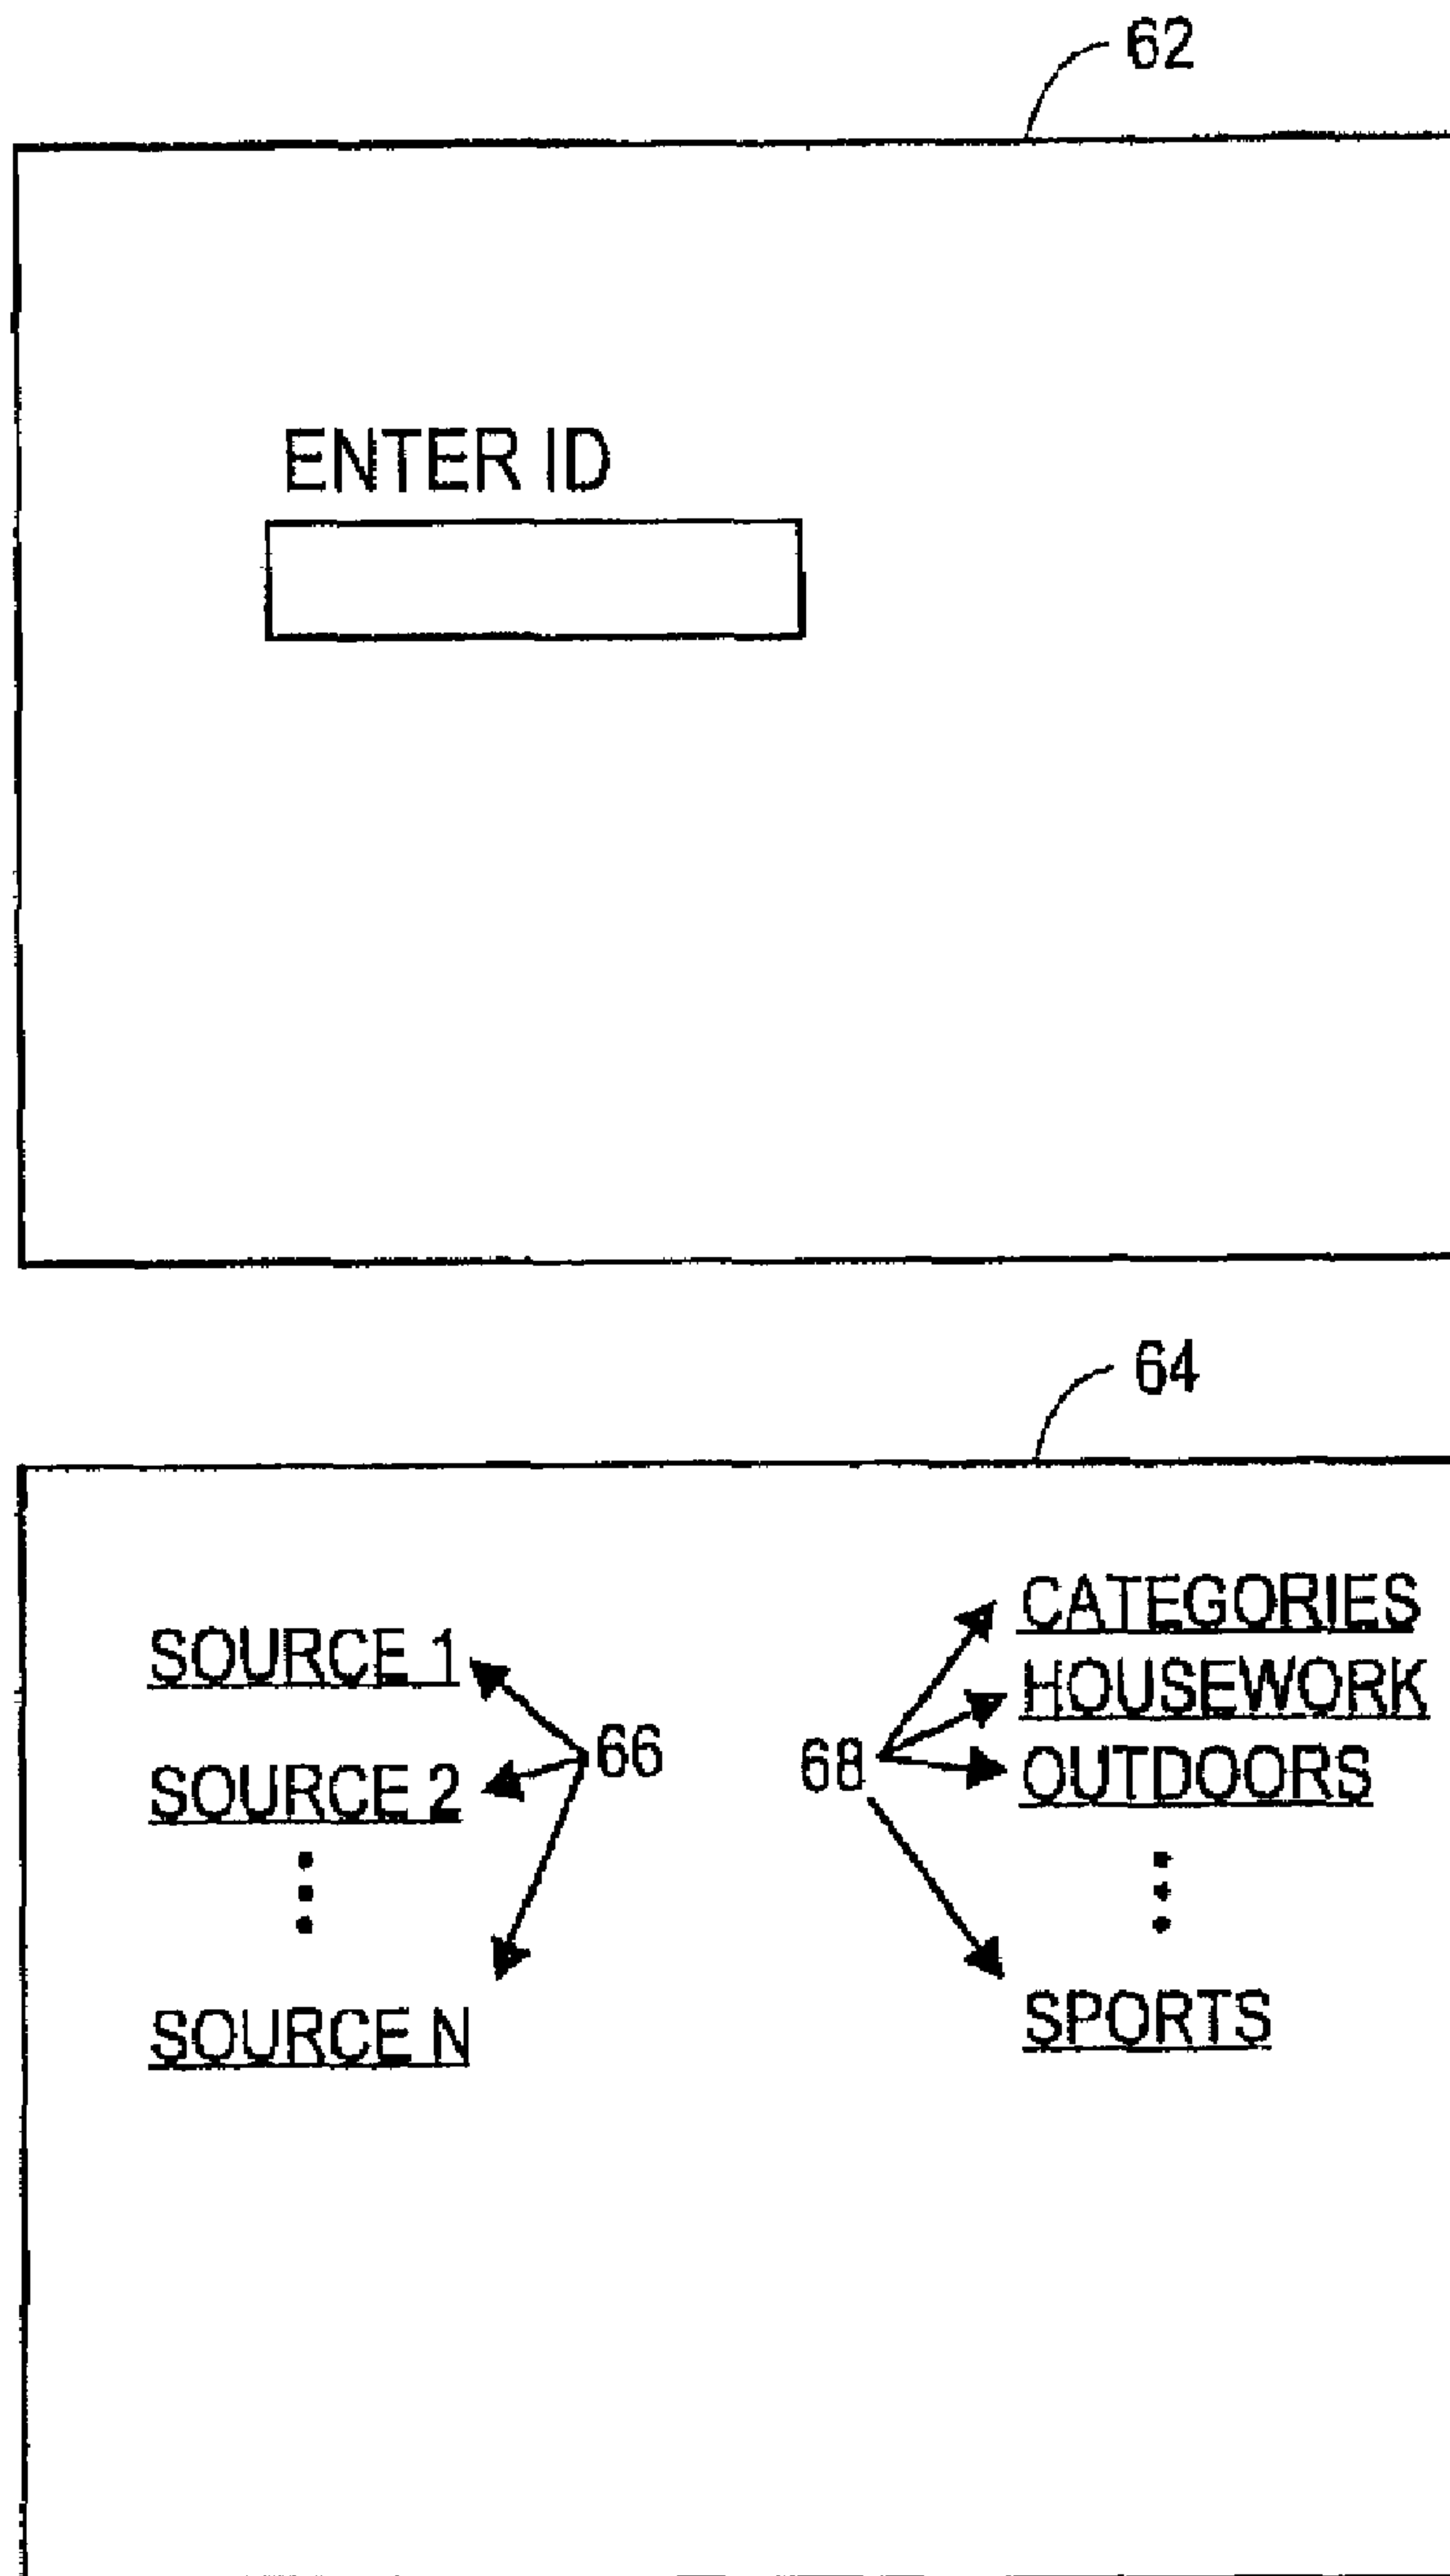 62
ENTER ID
64
SOURCE 1
SOURCE 2
SOURCE N
66
68
CATEGORIES
HOUSEWORK
OUTDOORS
SPORTS